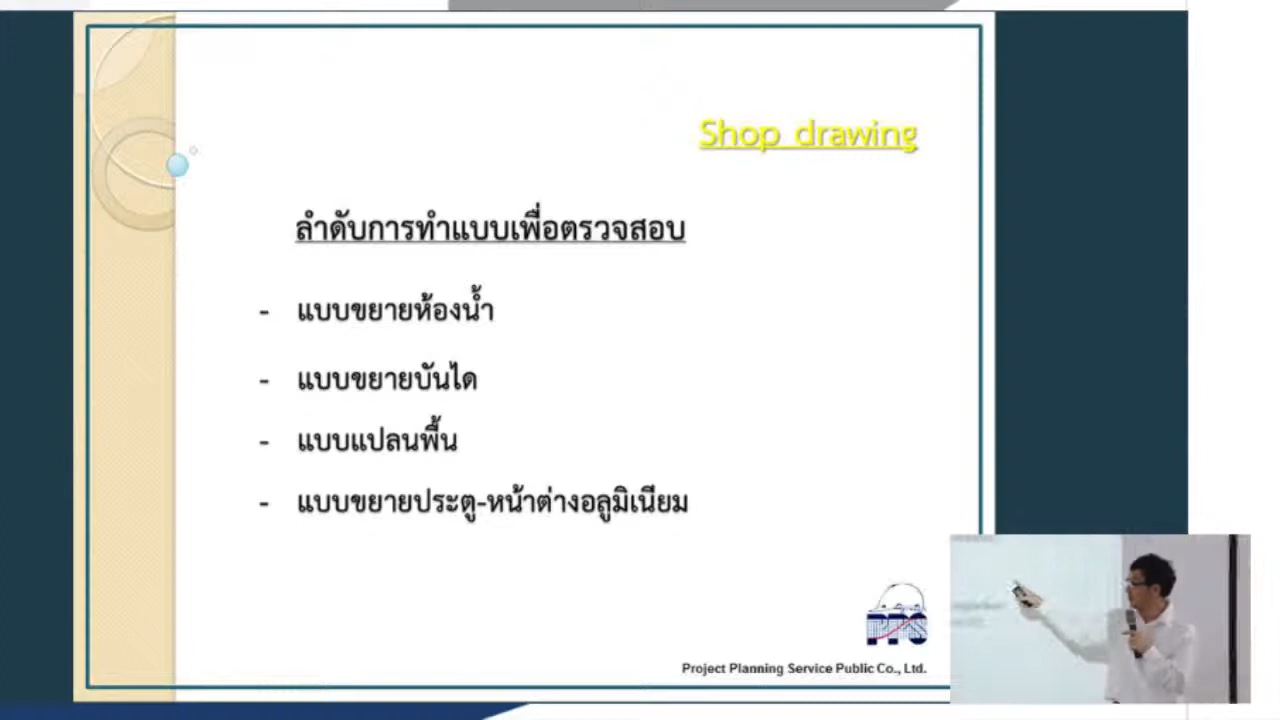 Shop drawing
ลำดับการทำแบบเพื่อตรวจสอบ
- แบบขยายห้องน้ำ
- แบบขยายบันได
- แบบแปลนพื้น
- แบบขยายประตู-หน้าต่างอลูมิเนียม
PPS
Project Planning Service Public Co., Ltd.